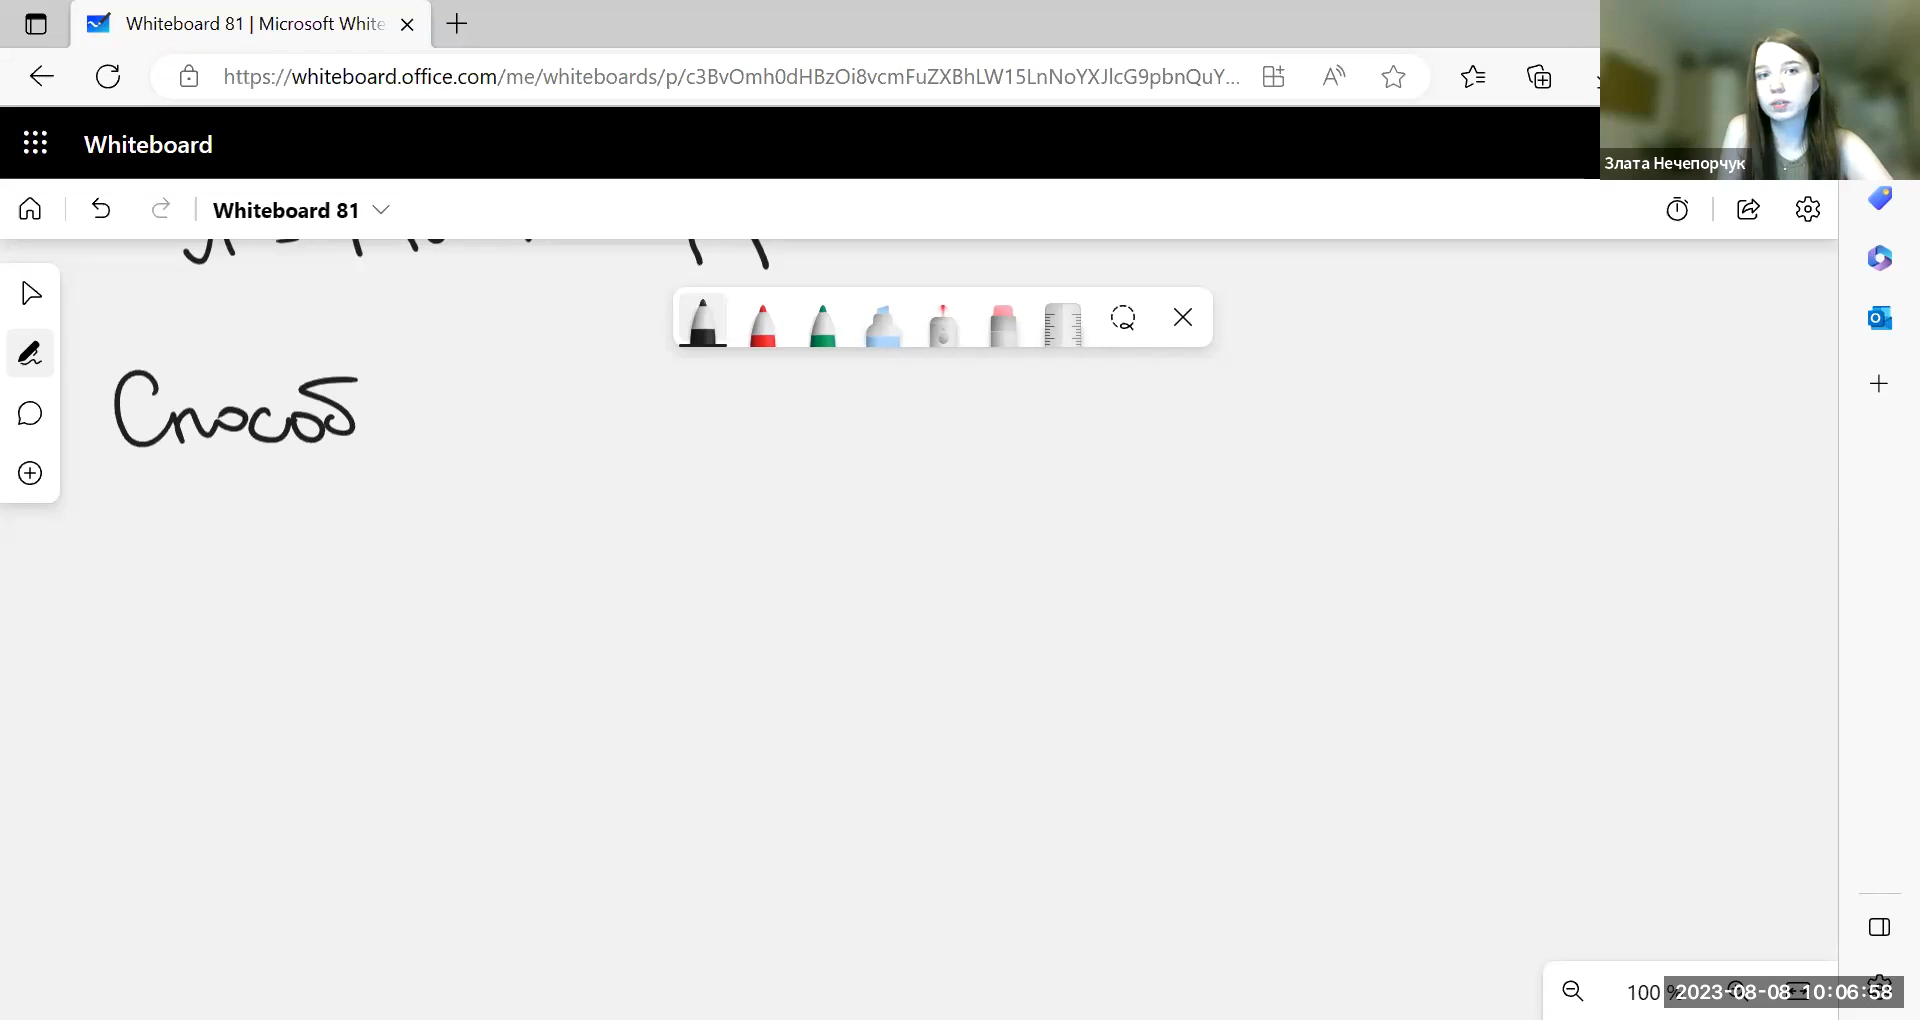 Whiteboard 81 | Microsoft White
https://whiteboard.office.com/me/whiteboards/p/c3BvOmh0dHBzOi8vcmFuZXBhLW15LnNoYXJlcG9pbnQuY...
Злата Нечепорчук
Whiteboard
Whiteboard 81
Способ
100 %
2023-08-08 10:06:58